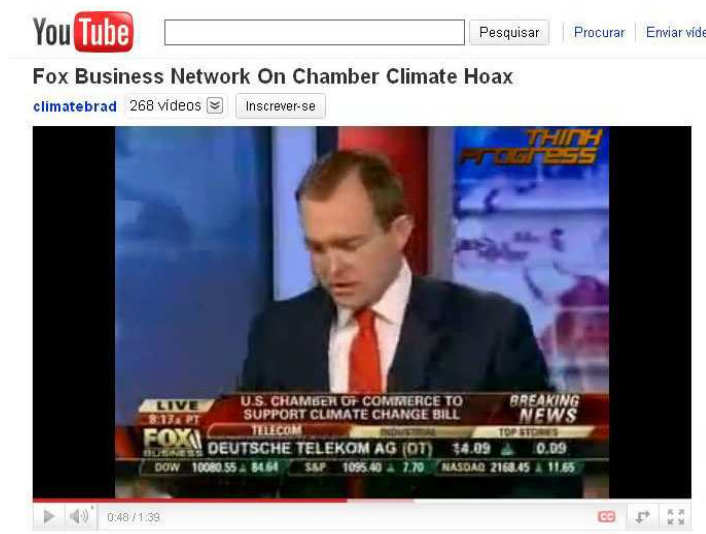 YouTube
Pesquisar
Procurar
Enviar víde
Fox Business Network On Chamber Climate Hoax
climatebrad
268 vídeos
Inscrever-se
THINK
PROGRESS
LIVE
8:17a PT
U.S. CHAMBER OF COMMERCE TO
SUPPORT CLIMATE CHANGE BILL
BREAKING
NEWS
TELECOM
INDUSTRIAL
TOP STORIES
FOX
BUSINESS
DEUTSCHE TELEKOM AG (DT) 14.09 0.09
DOW 10080.55 84.64 S&P 1095.40 7.70 NASDAQ 2168.45 11.65
0:48 / 1:39
CC